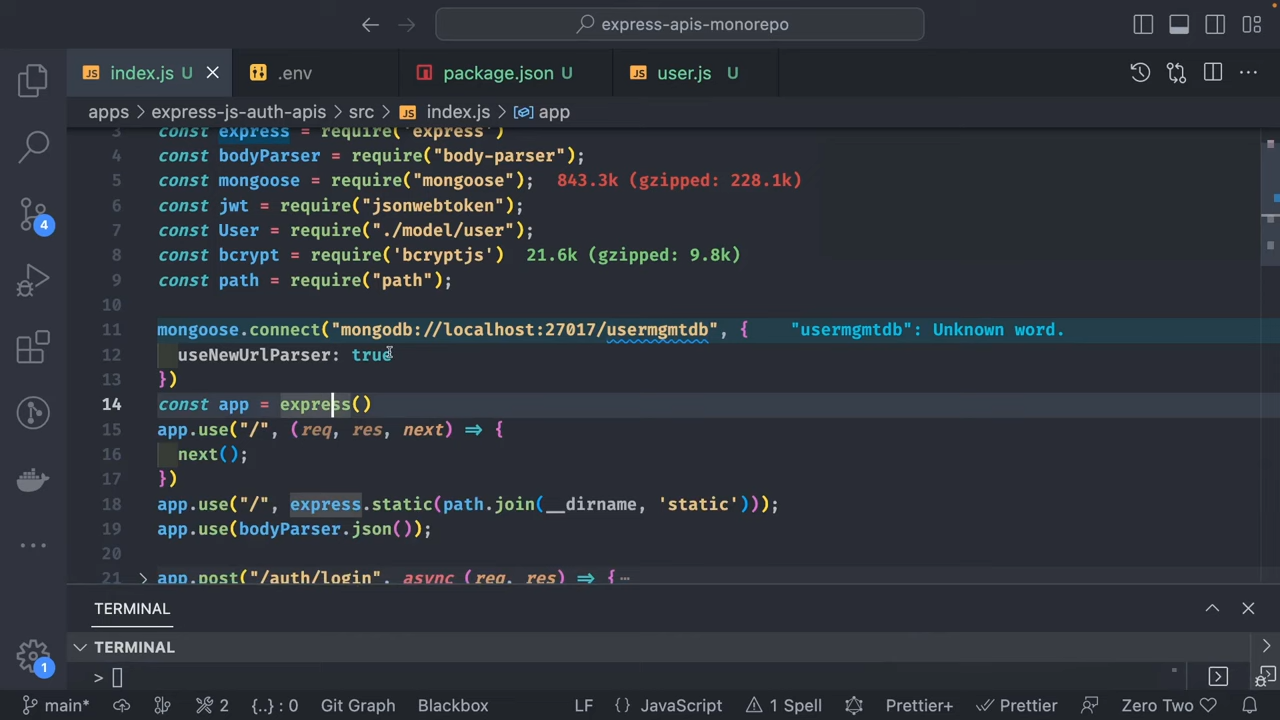 express-apis-monorepo
JS index.js U
.env
package.json U
JS user.js U
apps > express-js-auth-apis > src > JS index.js > app
3 const express = require('express')
4 const bodyParser = require("body-parser");
5 const mongoose = require("mongoose"); 843.3k (gzipped: 228.1k)
6 const jwt = require("jsonwebtoken");
7 const User = require("./model/user");
8 const bcrypt = require('bcryptjs') 21.6k (gzipped: 9.8k)
9 const path = require("path");
10
11 mongoose.connect("mongodb://localhost:27017/usermgmtdb", { "usermgmtdb": Unknown word.
12 useNewUrlParser: true
13 })
14 const app = express()
15 app.use("/", (req, res, next) => {
16 next();
17 })
18 app.use("/", express.static(path.join(__dirname, 'static')));
19 app.use(bodyParser.json());
20
21 app.post("/auth/login", async (req, res) => {
4
1
TERMINAL
TERMINAL
>
main* 2 {..} : 0 Git Graph Blackbox LF {} JavaScript 1 Spell Prettier+ Prettier Zero Two